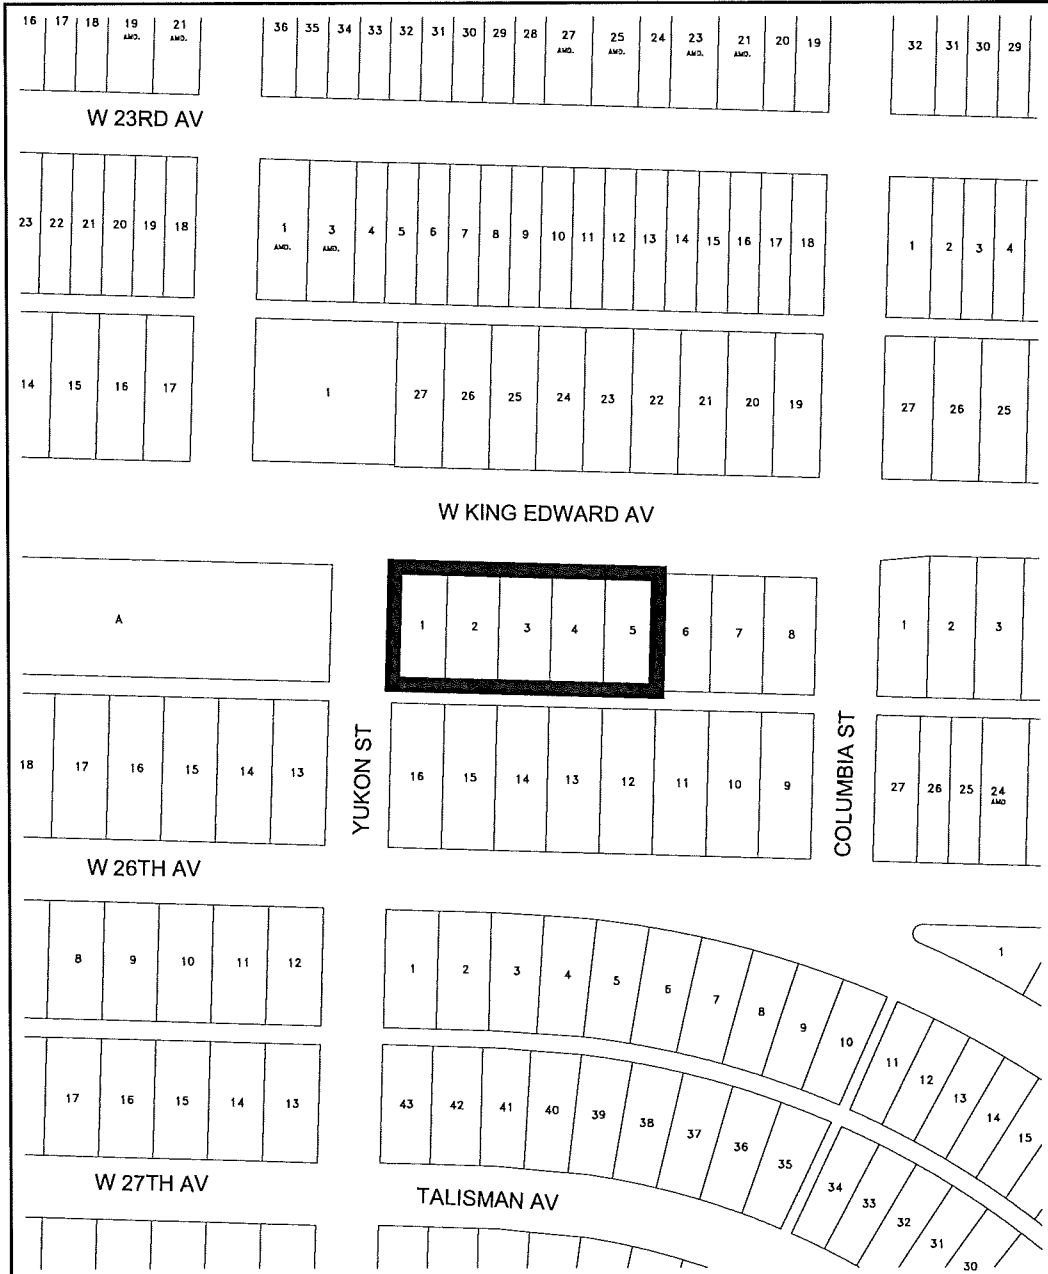 16 17 18 19 21 36 35 34 33 32 31 30 29 28 27 25 24 23 21 20 19 32 31 30 29
AMD. AMD. AMD. AMD. AMD. AMD.
W 23RD AV
23 22 21 20 19 18 1 3 4 5 6 7 8 9 10 11 12 13 14 15 16 17 18 1 2 3 4
AMD. AMD.
14 15 16 17 1 27 26 25 24 23 22 21 20 19 27 26 25
W KING EDWARD AV
A 1 2 3 4 5 6 7 8 1 2 3
YUKON ST
COLUMBIA ST
18 17 16 15 14 13 16 15 14 13 12 11 10 9 27 26 25 24
AMD
W 26TH AV
8 9 10 11 12 1 2 3 4 5 6 7 8 9 10 11 12 13 14 15 1
17 16 15 14 13 43 42 41 40 39 38 37 36 35 34 33 32 31 30
W 27TH AV
TALISMAN AV